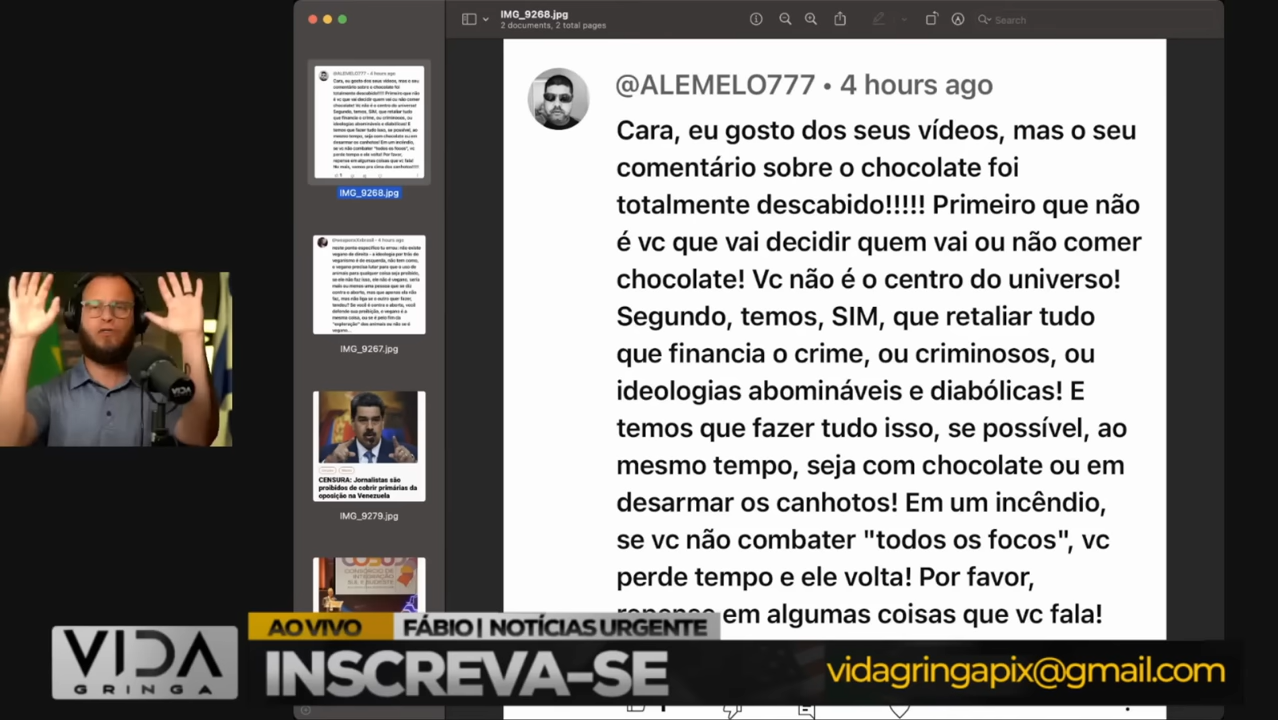 IMG_9268.jpg
2 documents, 2 total pages
Search
@ALEMELO777 • 4 hours ago
Cara, eu gosto dos seus vídeos, mas o seu
comentário sobre o chocolate foi
totalmente descabido!!!!! Primeiro que não
é vc que vai decidir quem vai ou não comer
chocolate! Vc não é o centro do universo!
Segundo, temos, SIM, que retaliar tudo
que financia o crime, ou criminosos, ou
ideologias abomináveis e diabólicas! E
temos que fazer tudo isso, se possível, ao
mesmo tempo, seja com chocolate ou em
desarmar os canhotos! Em um incêndio,
se vc não combater "todos os focos", vc
perde tempo e ele volta! Por favor,
repense em algumas coisas que vc fala!
IMG_9268.jpg
IMG_9267.jpg
CENSURA: Jornalistas são
proibidos de cobrir primárias da
oposição na Venezuela
IMG_9279.jpg
VIDA
GRINGA
AO VIVO
FÁBIO | NOTÍCIAS URGENTE
INSCREVA-SE
vidagringapix@gmail.com